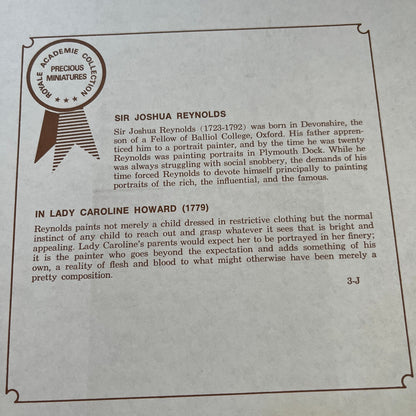 ROYALE ACADEMIE COLLECTION
PRECIOUS
MINIATURES
SIR JOSHUA REYNOLDS
Sir Joshua Reynolds (1723-1792) was born in Devonshire, the
son of a Fellow of Balliol College, Oxford. His father appren-
ticed him to a portrait painter, and by the time he was twenty
Reynolds was painting portraits in Plymouth Dock. While he
was always struggling with social snobbery, the demands of his
time forced Reynolds to devote himself principally to painting
portraits of the rich, the influential, and the famous.
IN LADY CAROLINE HOWARD (1779)
Reynolds paints not merely a child dressed in restrictive clothing but the normal
instinct of any child to reach out and grasp whatever it sees that is bright and
appealing. Lady Caroline's parents would expect her to be portrayed in her finery;
it is the painter who goes beyond the expectation and adds something of his
own, a reality of flesh and blood to what might otherwise have been merely a
pretty composition.
3-J